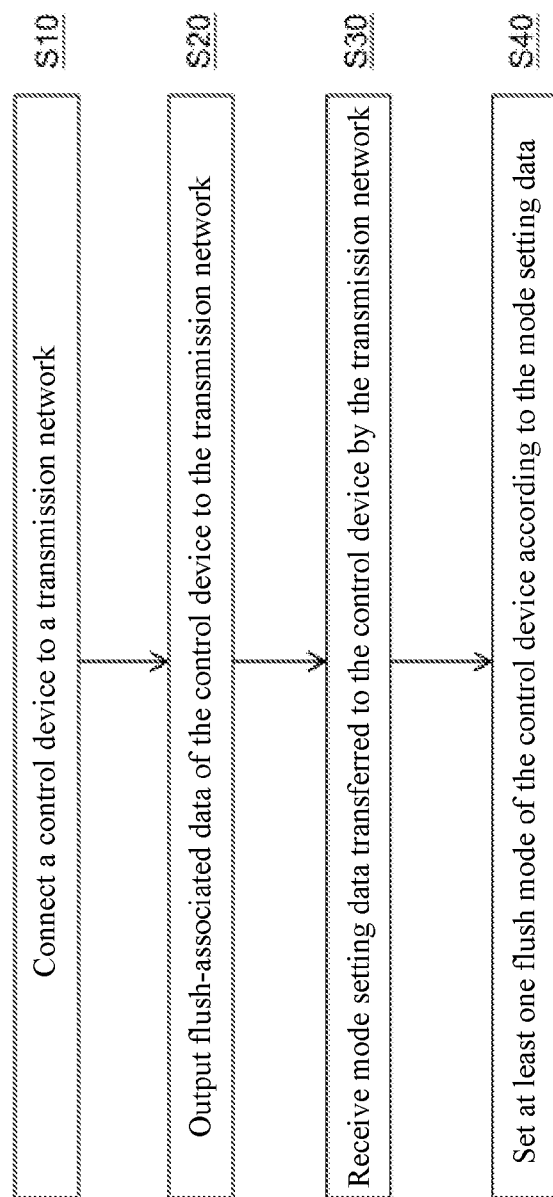 Connect a control device to a transmission network
S10
Output flush-associated data of the control device to the transmission network
S20
Receive mode setting data transferred to the control device by the transmission network
S30
Set at least one flush mode of the control device according to the mode setting data
S40